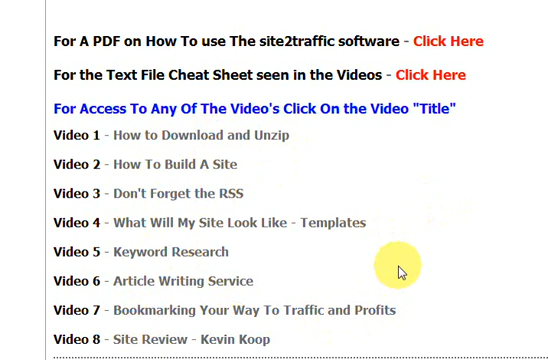 For A PDF on How To use The site2traffic software - Click Here
For the Text File Cheat Sheet seen in the Videos - Click Here
For Access To Any Of The Video's Click On the Video "Title"
Video 1 - How to Download and Unzip
Video 2 - How To Build A Site
Video 3 - Don't Forget the RSS
Video 4 - What Will My Site Look Like - Templates
Video 5 - Keyword Research
Video 6 - Article Writing Service
Video 7 - Bookmarking Your Way To Traffic and Profits
Video 8 - Site Review - Kevin Koop